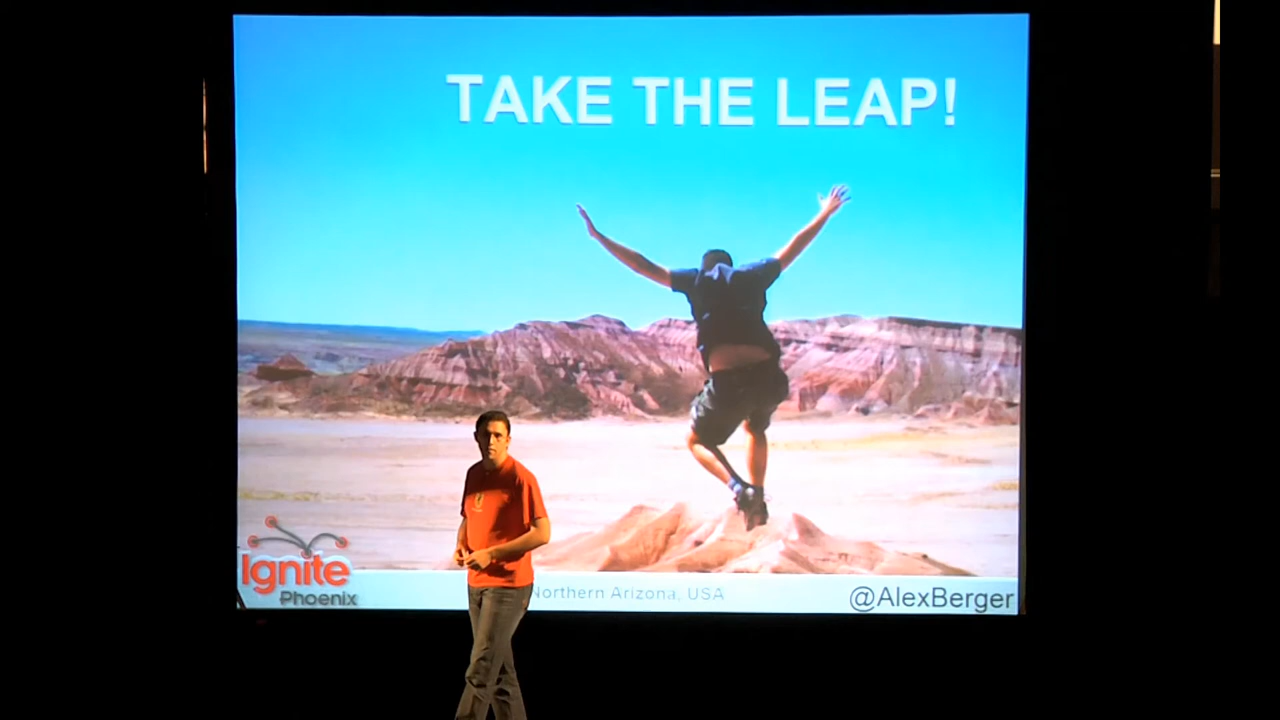 TAKE THE LEAP!
Ignite
Phoenix
Northern Arizona, USA
@AlexBerger